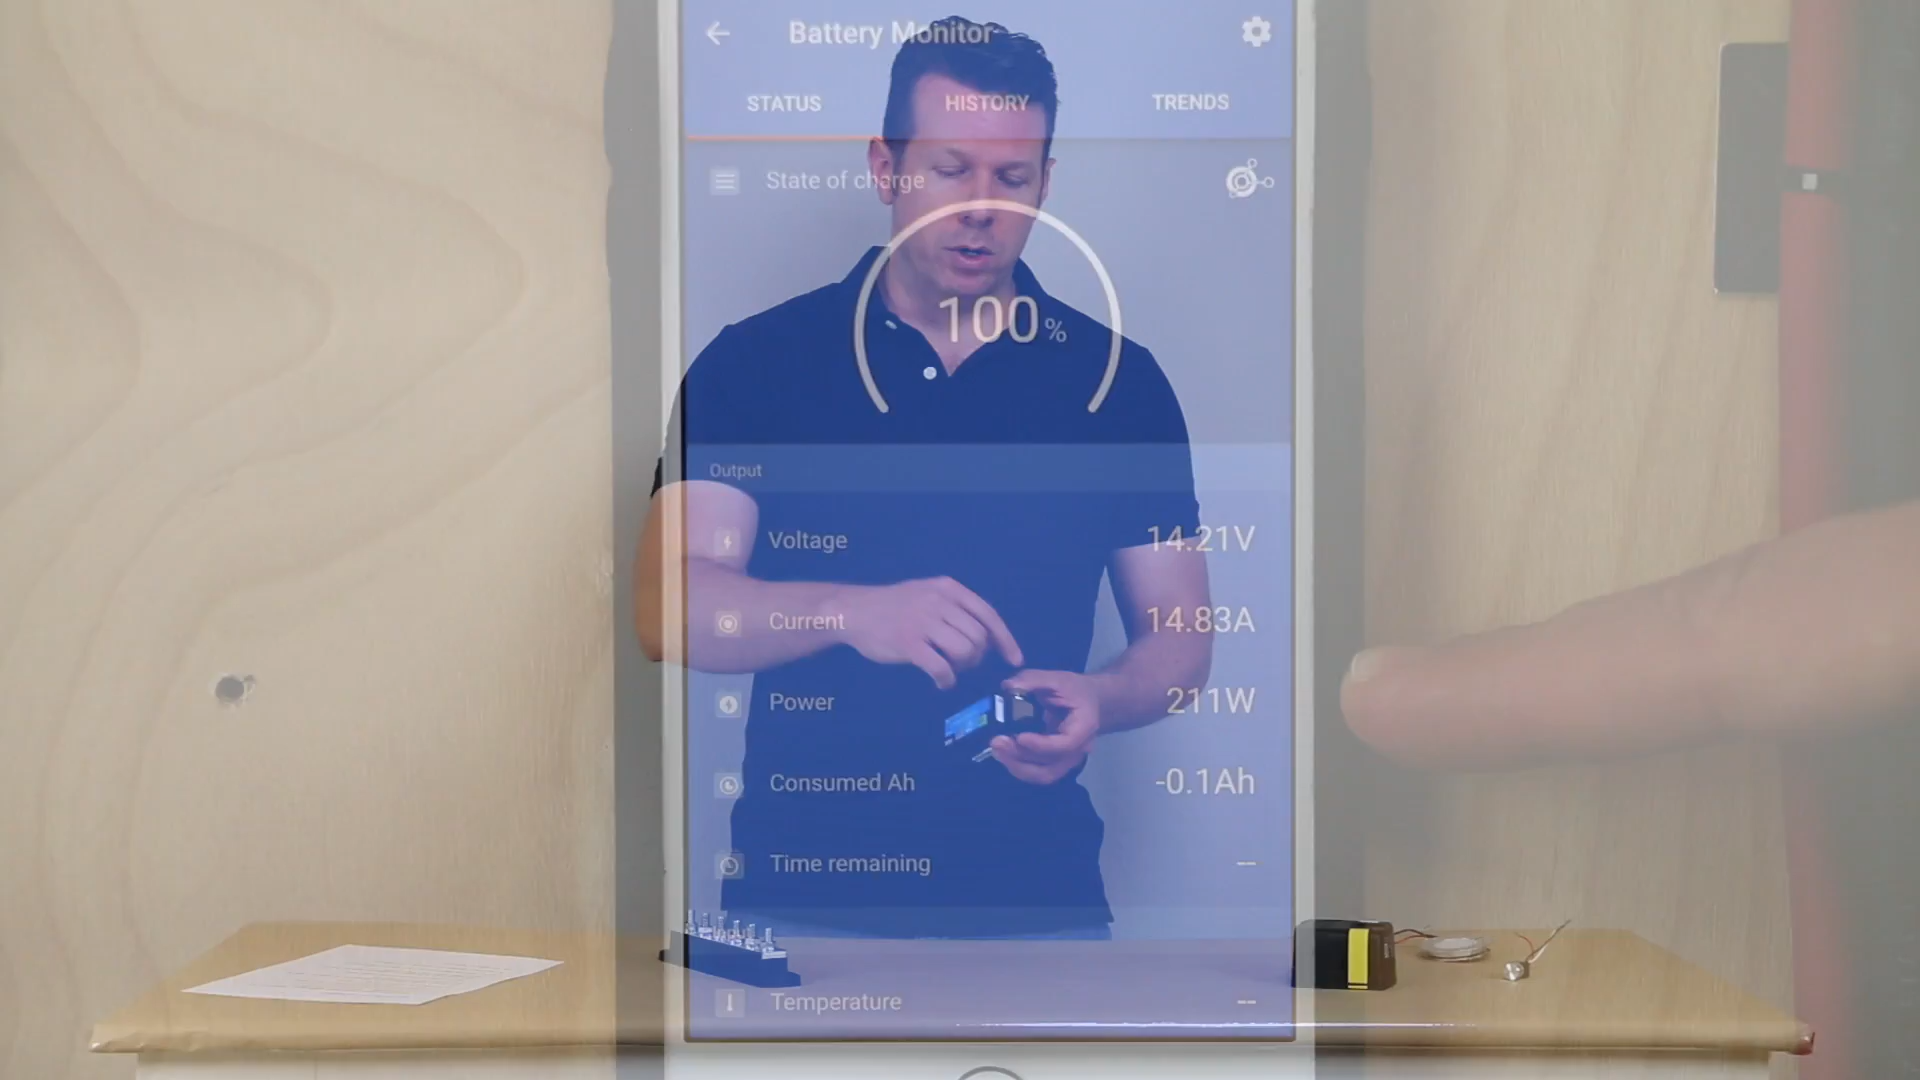 Battery Monitor
STATUS HISTORY TRENDS
State of charge
100%
Output
Voltage 14.21V
Current 14.83A
Power 211W
Consumed Ah -0.1Ah
Time remaining --
Input
Temperature --